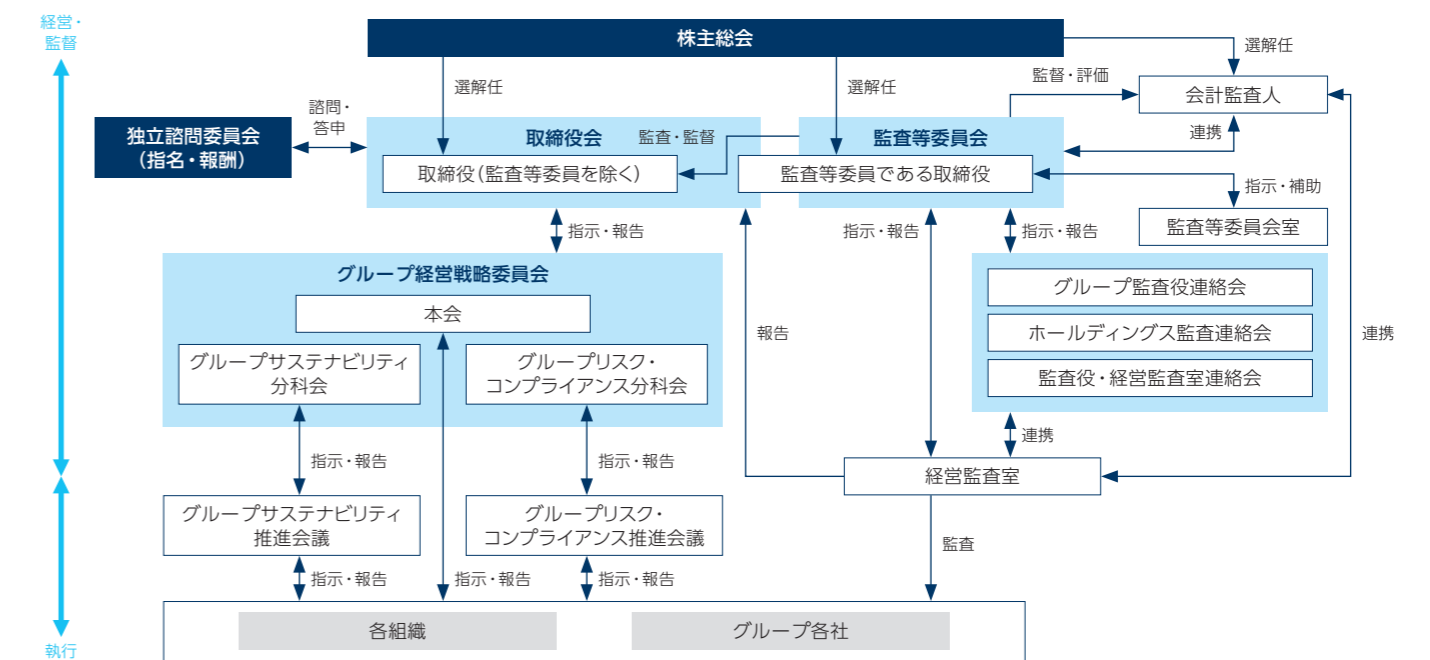 経営・
監督
株主総会
選解任
選解任
選解任
監督・評価
会計監査人
諮問・
答申
独立諮問委員会
（指名・報酬）
取締役会
監査・監督
監査等委員会
連携
取締役（監査等委員を除く）
監査等委員である取締役
指示・補助
監査等委員会室
指示・報告
指示・報告
指示・報告
グループ経営戦略委員会
本会
グループサステナビリティ
分科会
グループリスク・
コンプライアンス分科会
報告
グループ監査役連絡会
ホールディングス監査連絡会
監査役・経営監査室連絡会
連携
連携
指示・報告
指示・報告
経営監査室
グループサステナビリティ
推進会議
グループリスク・
コンプライアンス推進会議
監査
指示・報告
指示・報告
指示・報告
各組織
グループ各社
執行